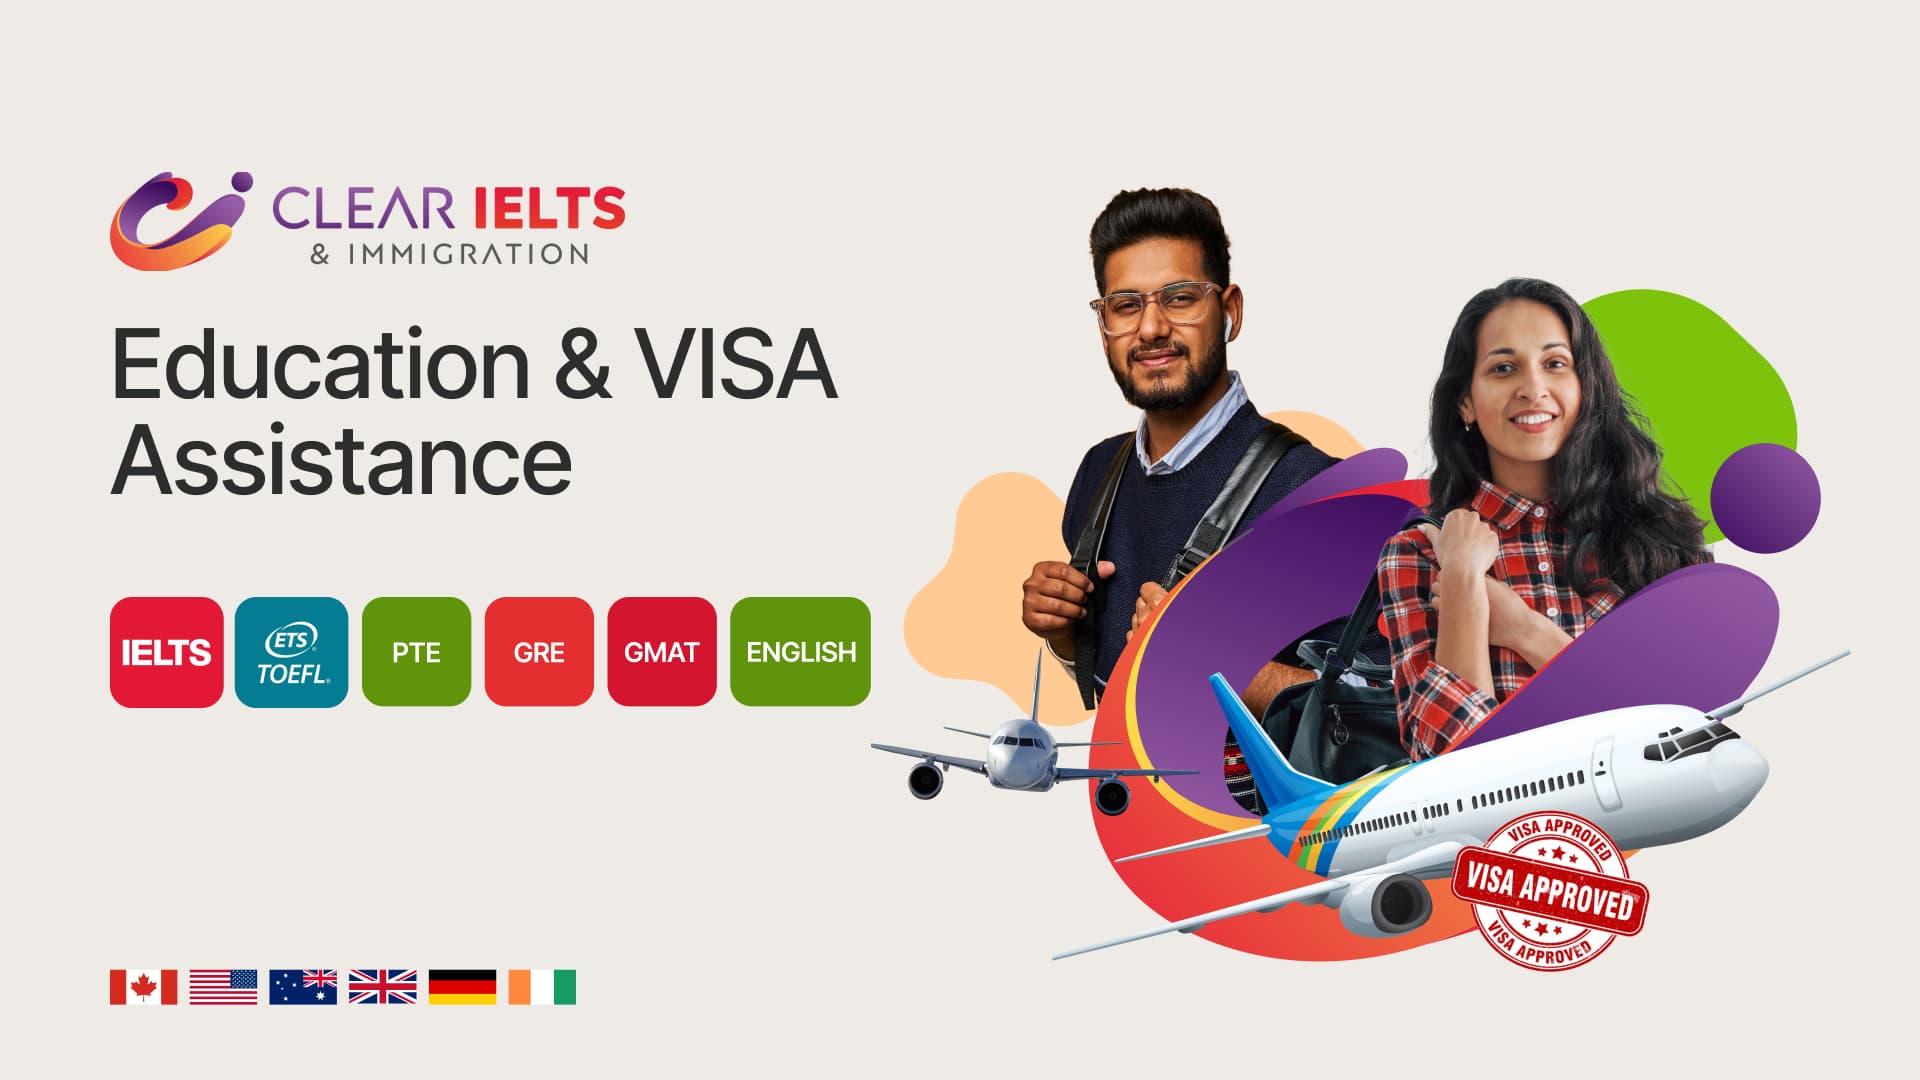 CLEAR IELTS
& IMMIGRATION
Education & VISA
Assistance
IELTS
ETS
TOEFL
PTE
GRE
GMAT
ENGLISH
VISA APPROVED
VISA APPROVED
VISA APPROVED